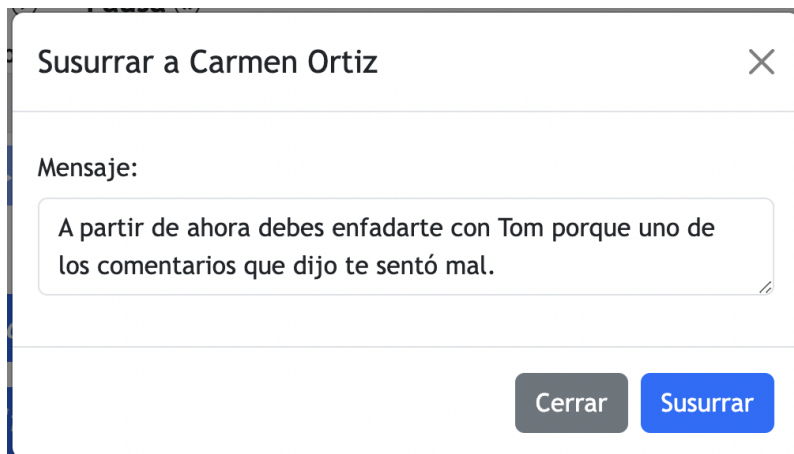 Susurrar a Carmen Ortiz
Mensaje:
A partir de ahora debes enfadarte con Tom porque uno de
los comentarios que dijo te sentó mal.
Cerrar
Susurrar